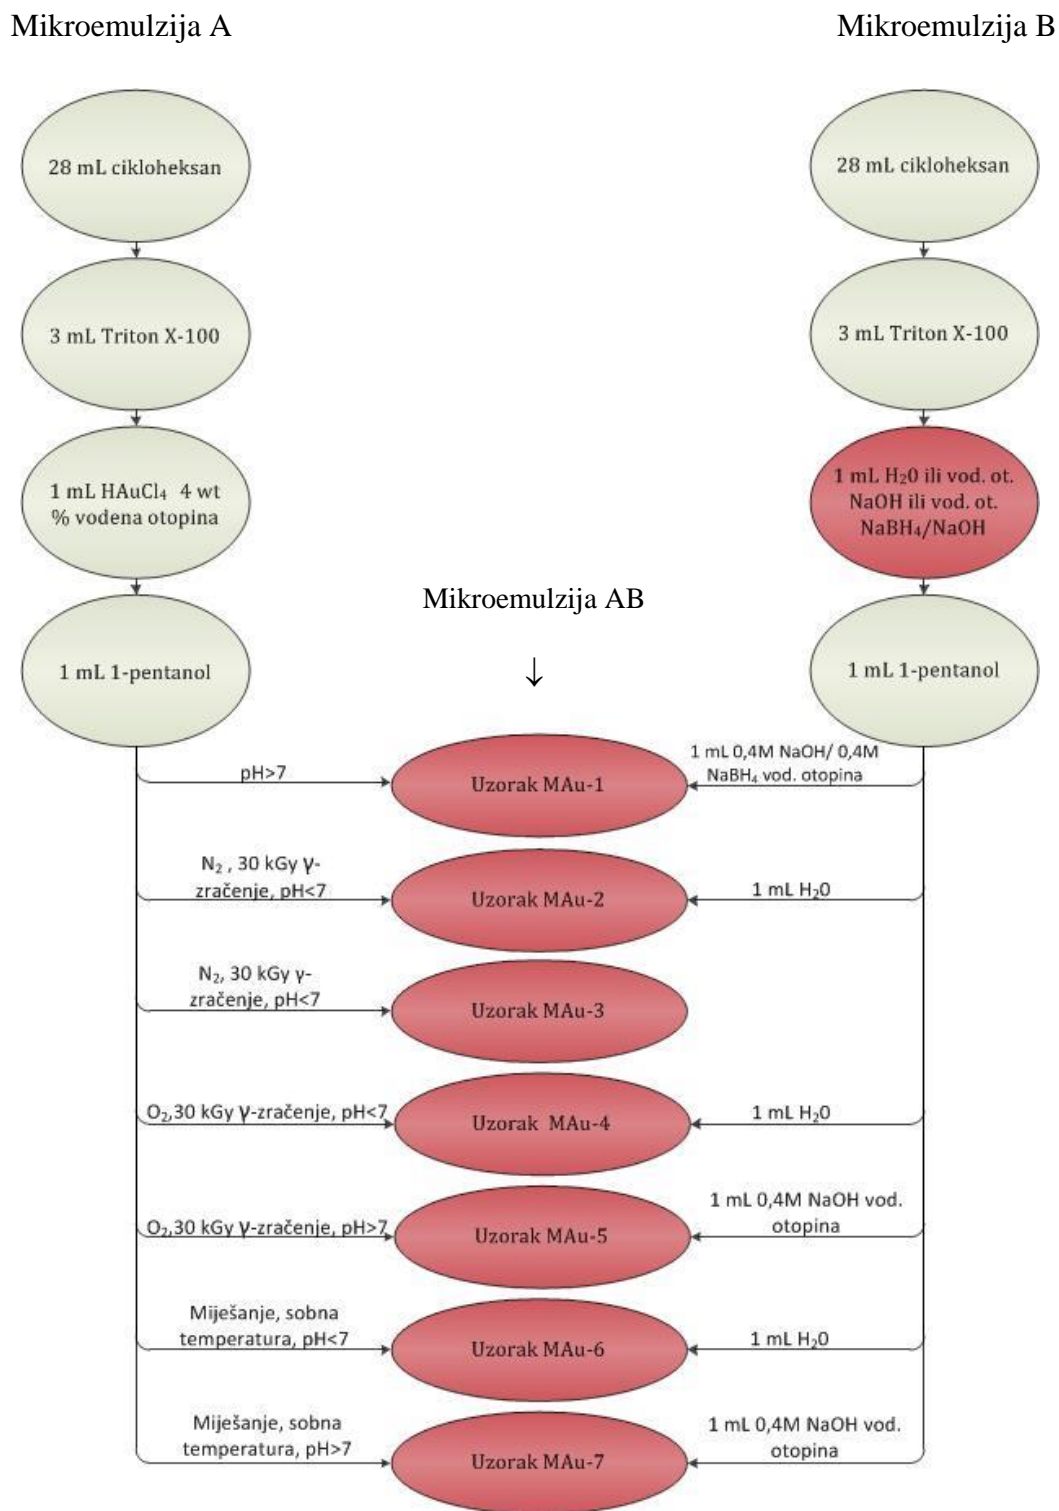 Mikroemulzija A
Mikroemulzija B
28 mL cikloheksan
28 mL cikloheksan
3 mL Triton X-100
3 mL Triton X-100
1 mL HAuCl₄ 4 wt
% vodena otopina
1 mL H₂0 ili vod. ot.
NaOH ili vod. ot.
NaBH₄/NaOH
Mikroemulzija AB
↓
1 mL 1-pentanol
1 mL 1-pentanol
pH>7
Uzorak MAu-1
1 mL 0,4M NaOH/ 0,4M
NaBH₄ vod. otopina
N₂ , 30 kGy γ-
zračenje, pH<7
Uzorak MAu-2
1 mL H₂0
N₂, 30 kGy γ-
zračenje, pH<7
Uzorak MAu-3
O₂,30 kGy γ-zračenje, pH<7
Uzorak MAu-4
1 mL H₂0
O₂,30 kGy γ-zračenje, pH>7
Uzorak MAu-5
1 mL 0,4M NaOH vod.
otopina
Miješanje, sobna
temperatura, pH<7
Uzorak MAu-6
1 mL H₂0
Miješanje, sobna
temperatura, pH>7
Uzorak MAu-7
1 mL 0,4M NaOH vod.
otopina